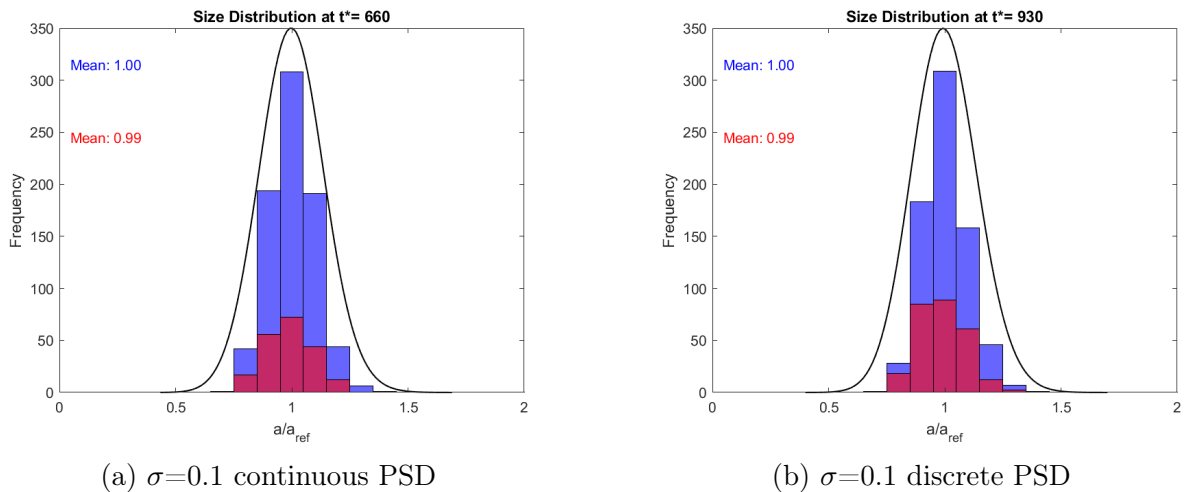 Size Distribution at t*= 660
350
300
250
200
150
100
50
0
Frequency
Mean: 1.00
Mean: 0.99
0 0.5 1 1.5 2
a/a_ref
(a) σ=0.1 continuous PSD
Size Distribution at t*= 930
350
300
250
200
150
100
50
0
Frequency
Mean: 1.00
Mean: 0.99
0 0.5 1 1.5 2
a/a_ref
(b) σ=0.1 discrete PSD